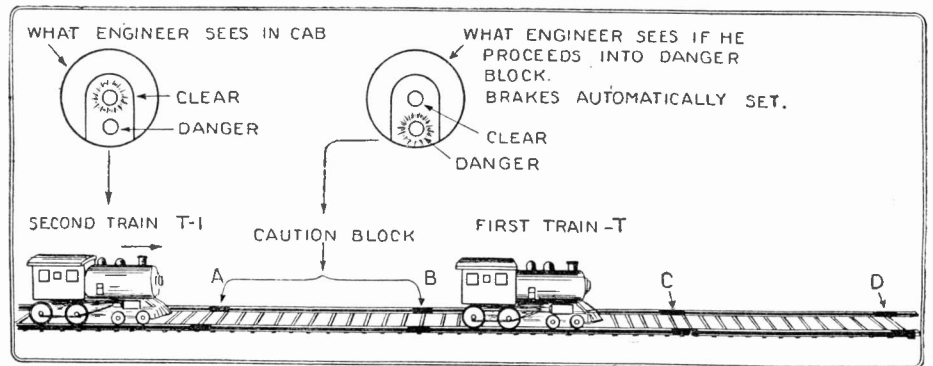 WHAT ENGINEER SEES IN CAB
CLEAR
DANGER
WHAT ENGINEER SEES IF HE
PROCEEDS INTO DANGER
BLOCK.
BRAKES AUTOMATICALLY SET.
CLEAR
DANGER
SECOND TRAIN T-1
CAUTION BLOCK
FIRST TRAIN-T
A
B
C
D